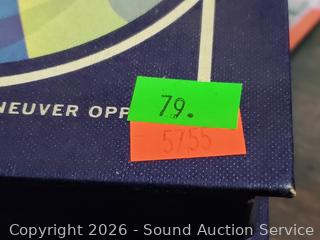 NEUVER OPP
79.
5755
Copyright 2026 - Sound Auction Service